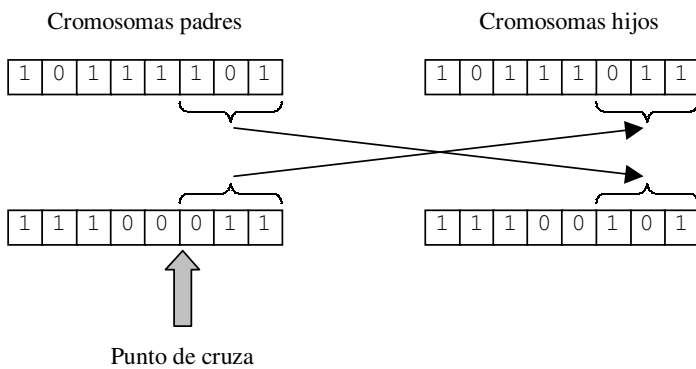 Cromosomas padres
Cromosomas hijos
1 0 1 1 1 1 0 1
1 0 1 1 1 0 1 1
1 1 1 0 0 0 1 1
1 1 1 0 0 1 0 1
Punto de cruza